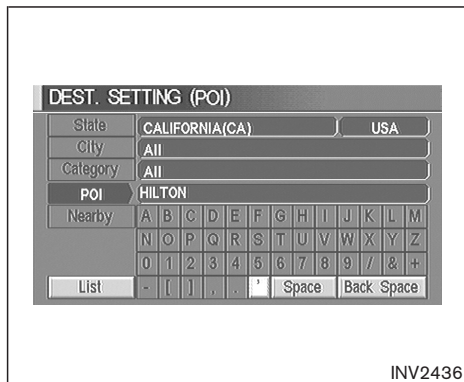 DEST. SETTING (POI)
State CALIFORNIA(CA) USA
City All
Category All
POI HILTON
Nearby A B C D E F G H I J K L M
N O P Q R S T U V W X Y Z
0 1 2 3 4 5 6 7 8 9 / & +
List - [ ] , . ' Space Back Space
INV2436